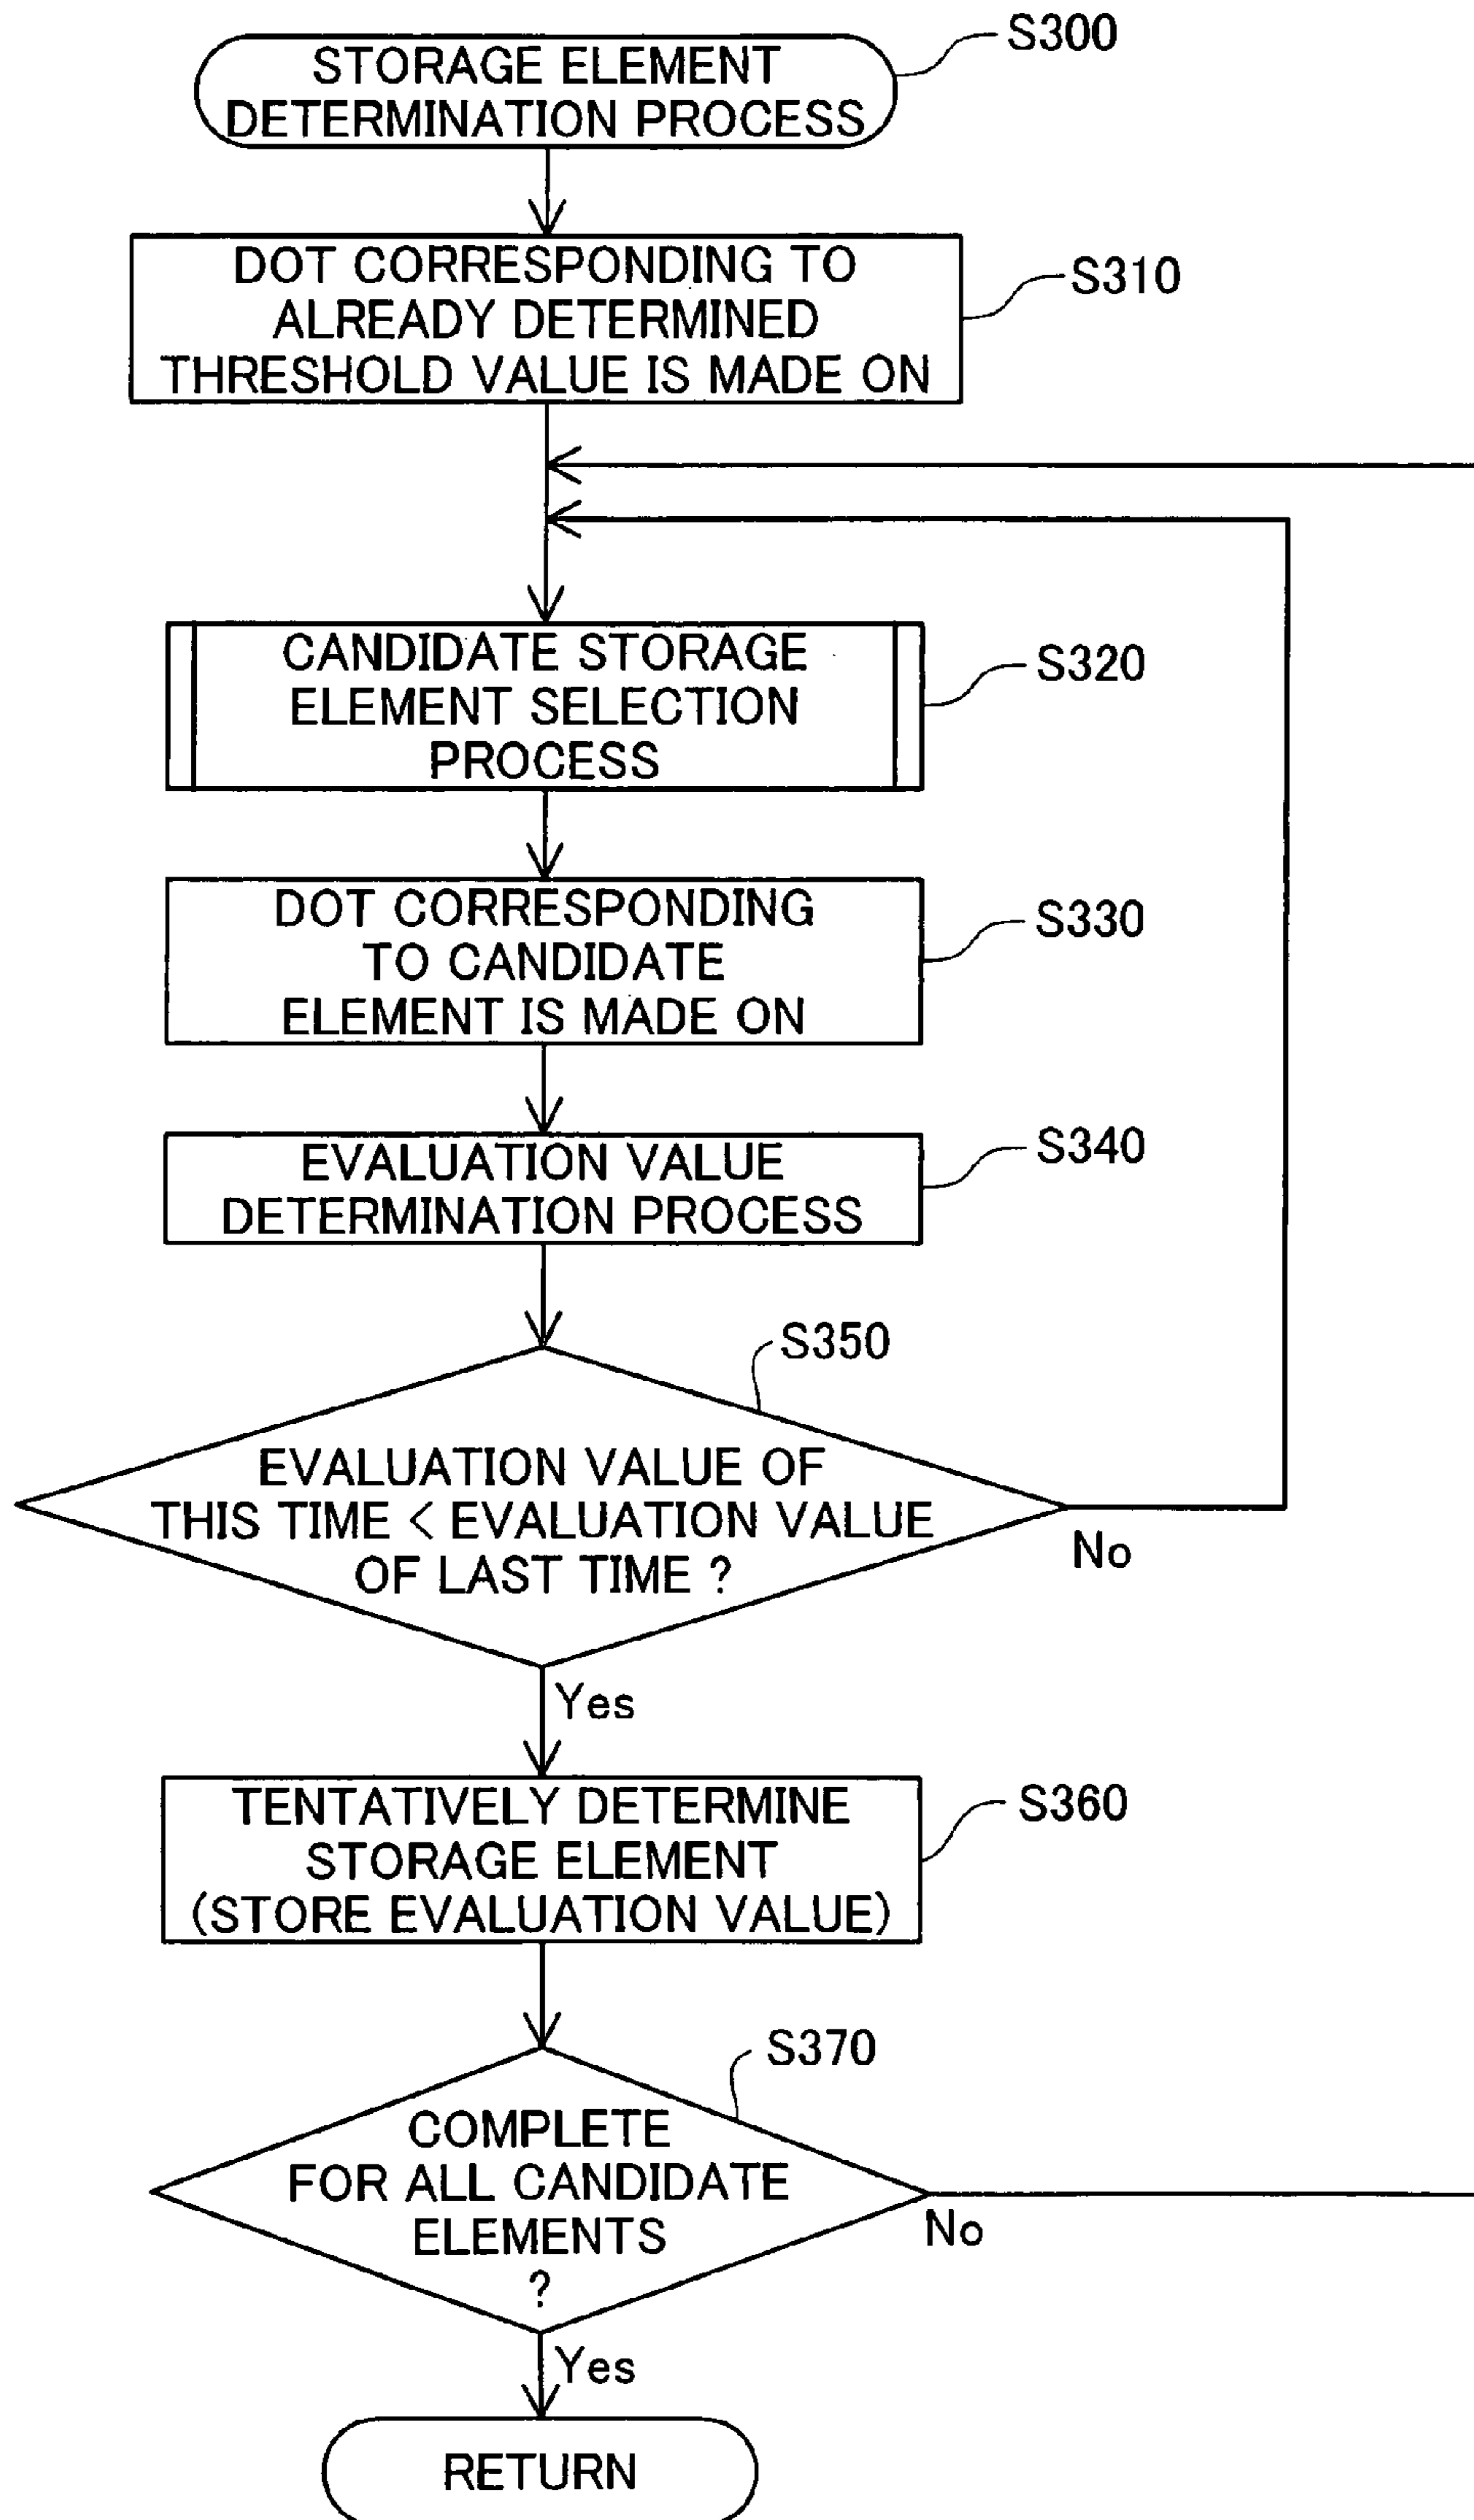 S300
STORAGE ELEMENT
DETERMINATION PROCESS
DOT CORRESPONDING TO
ALREADY DETERMINED
THRESHOLD VALUE IS MADE ON
S310
CANDIDATE STORAGE
ELEMENT SELECTION
PROCESS
S320
DOT CORRESPONDING
TO CANDIDATE
ELEMENT IS MADE ON
S330
EVALUATION VALUE
DETERMINATION PROCESS
S340
S350
EVALUATION VALUE OF
THIS TIME < EVALUATION VALUE
OF LAST TIME ?
No
Yes
TENTATIVELY DETERMINE
STORAGE ELEMENT
(STORE EVALUATION VALUE)
S360
S370
COMPLETE
FOR ALL CANDIDATE
ELEMENTS
?
No
Yes
RETURN